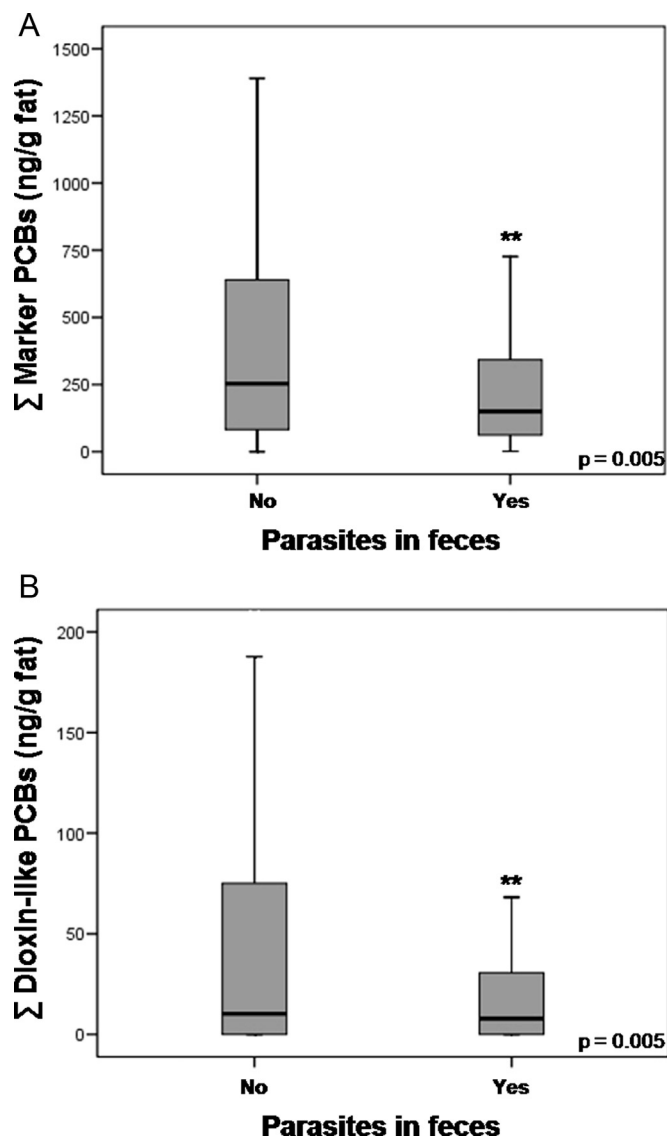 A
∑ Marker PCBs (ng/g fat)
1500
1250
1000
750
500
250
0
**
p = 0.005
No
Yes
Parasites in feces
B
∑ Dioxin-like PCBs (ng/g fat)
200
150
100
50
0
**
p = 0.005
No
Yes
Parasites in feces